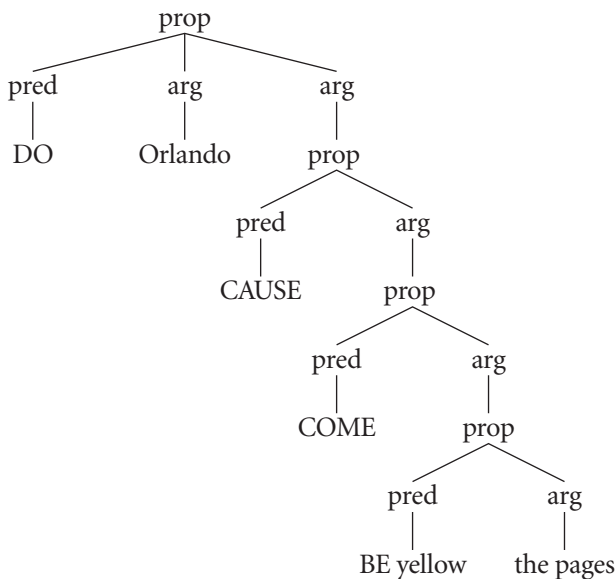 prop
pred arg arg
DO Orlando prop
pred arg
CAUSE prop
pred arg
COME prop
pred arg
BE yellow the pages